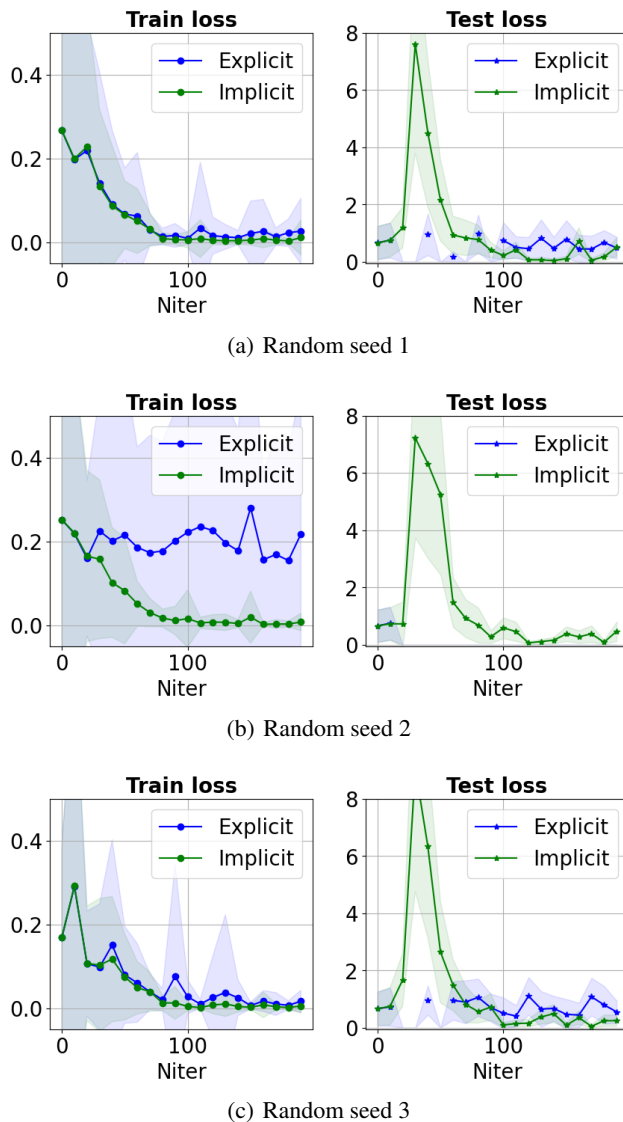 Train loss
Test loss
0.4
0.2
0.0
Explicit
Implicit
0
100
Niter
8
6
4
2
0
Explicit
Implicit
0
100
Niter
(a) Random seed 1
Train loss
Test loss
0.4
0.2
0.0
Explicit
Implicit
0
100
Niter
8
6
4
2
0
Explicit
Implicit
0
100
Niter
(b) Random seed 2
Train loss
Test loss
0.4
0.2
0.0
Explicit
Implicit
0
100
Niter
8
6
4
2
0
Explicit
Implicit
0
100
Niter
(c) Random seed 3